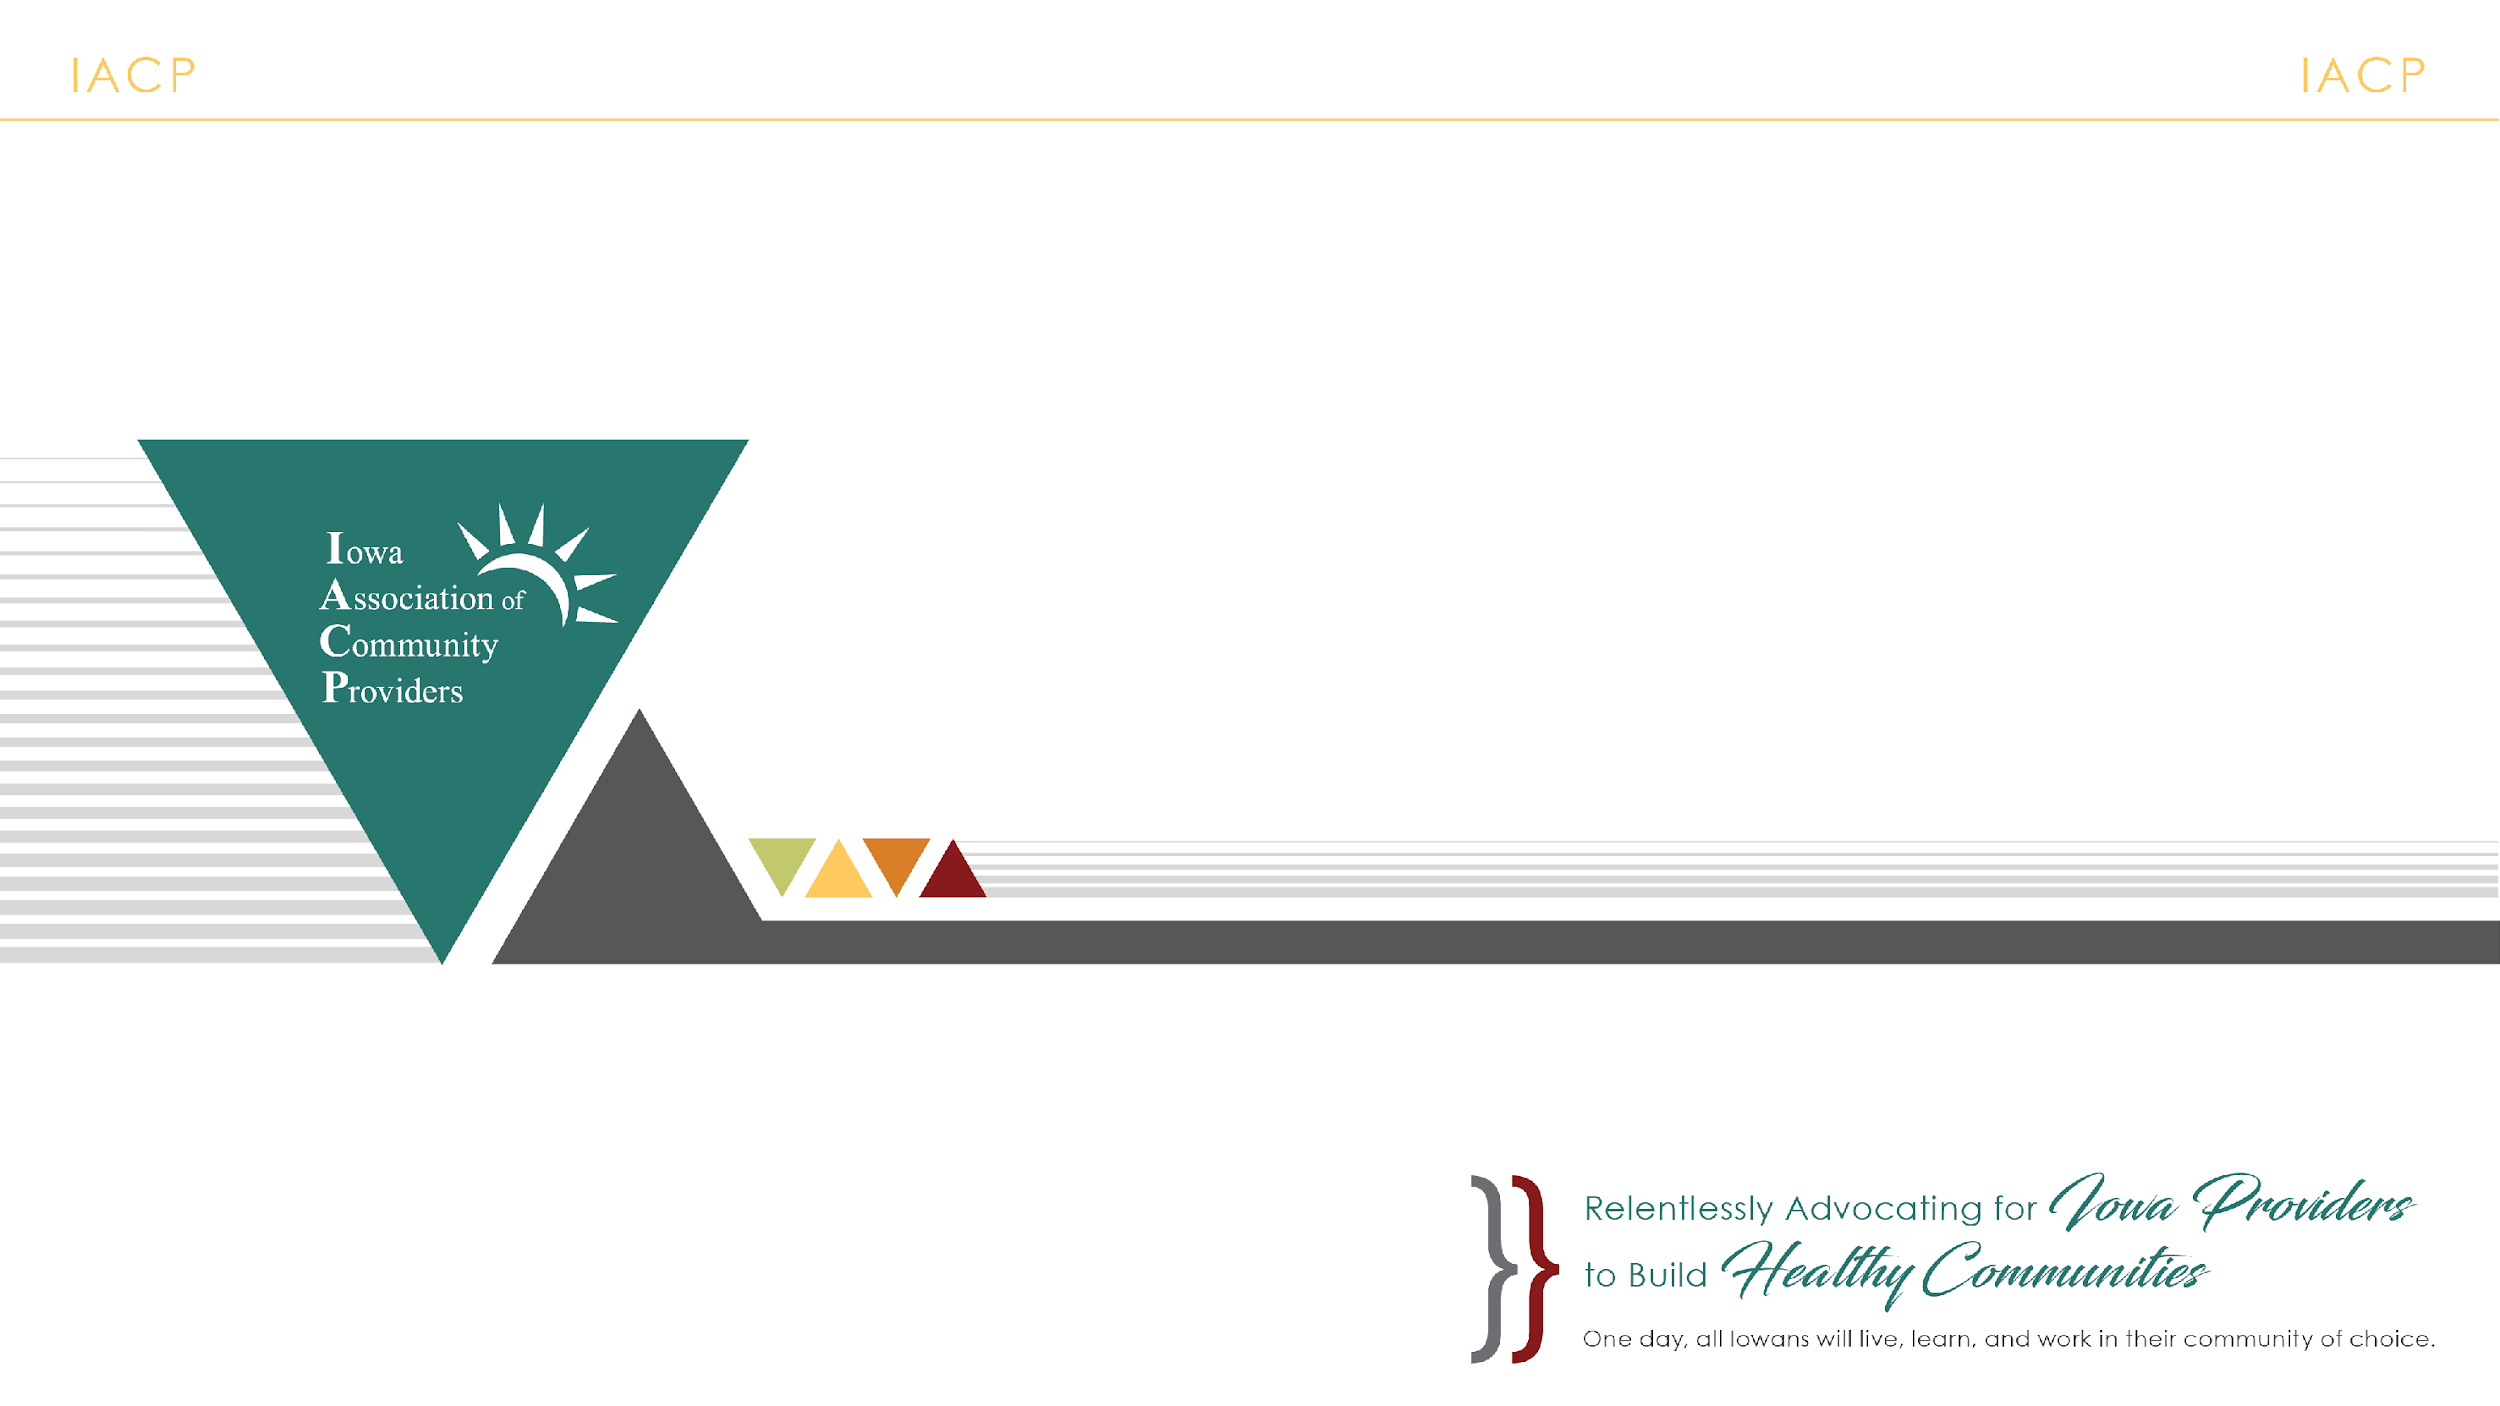 IACP
IACP
Iowa
Association of
Community
Providers
Relentlessly Advocating for Iowa Providers
to Build Healthy Communities
One day, all Iowans will live, learn, and work in their community of choice.